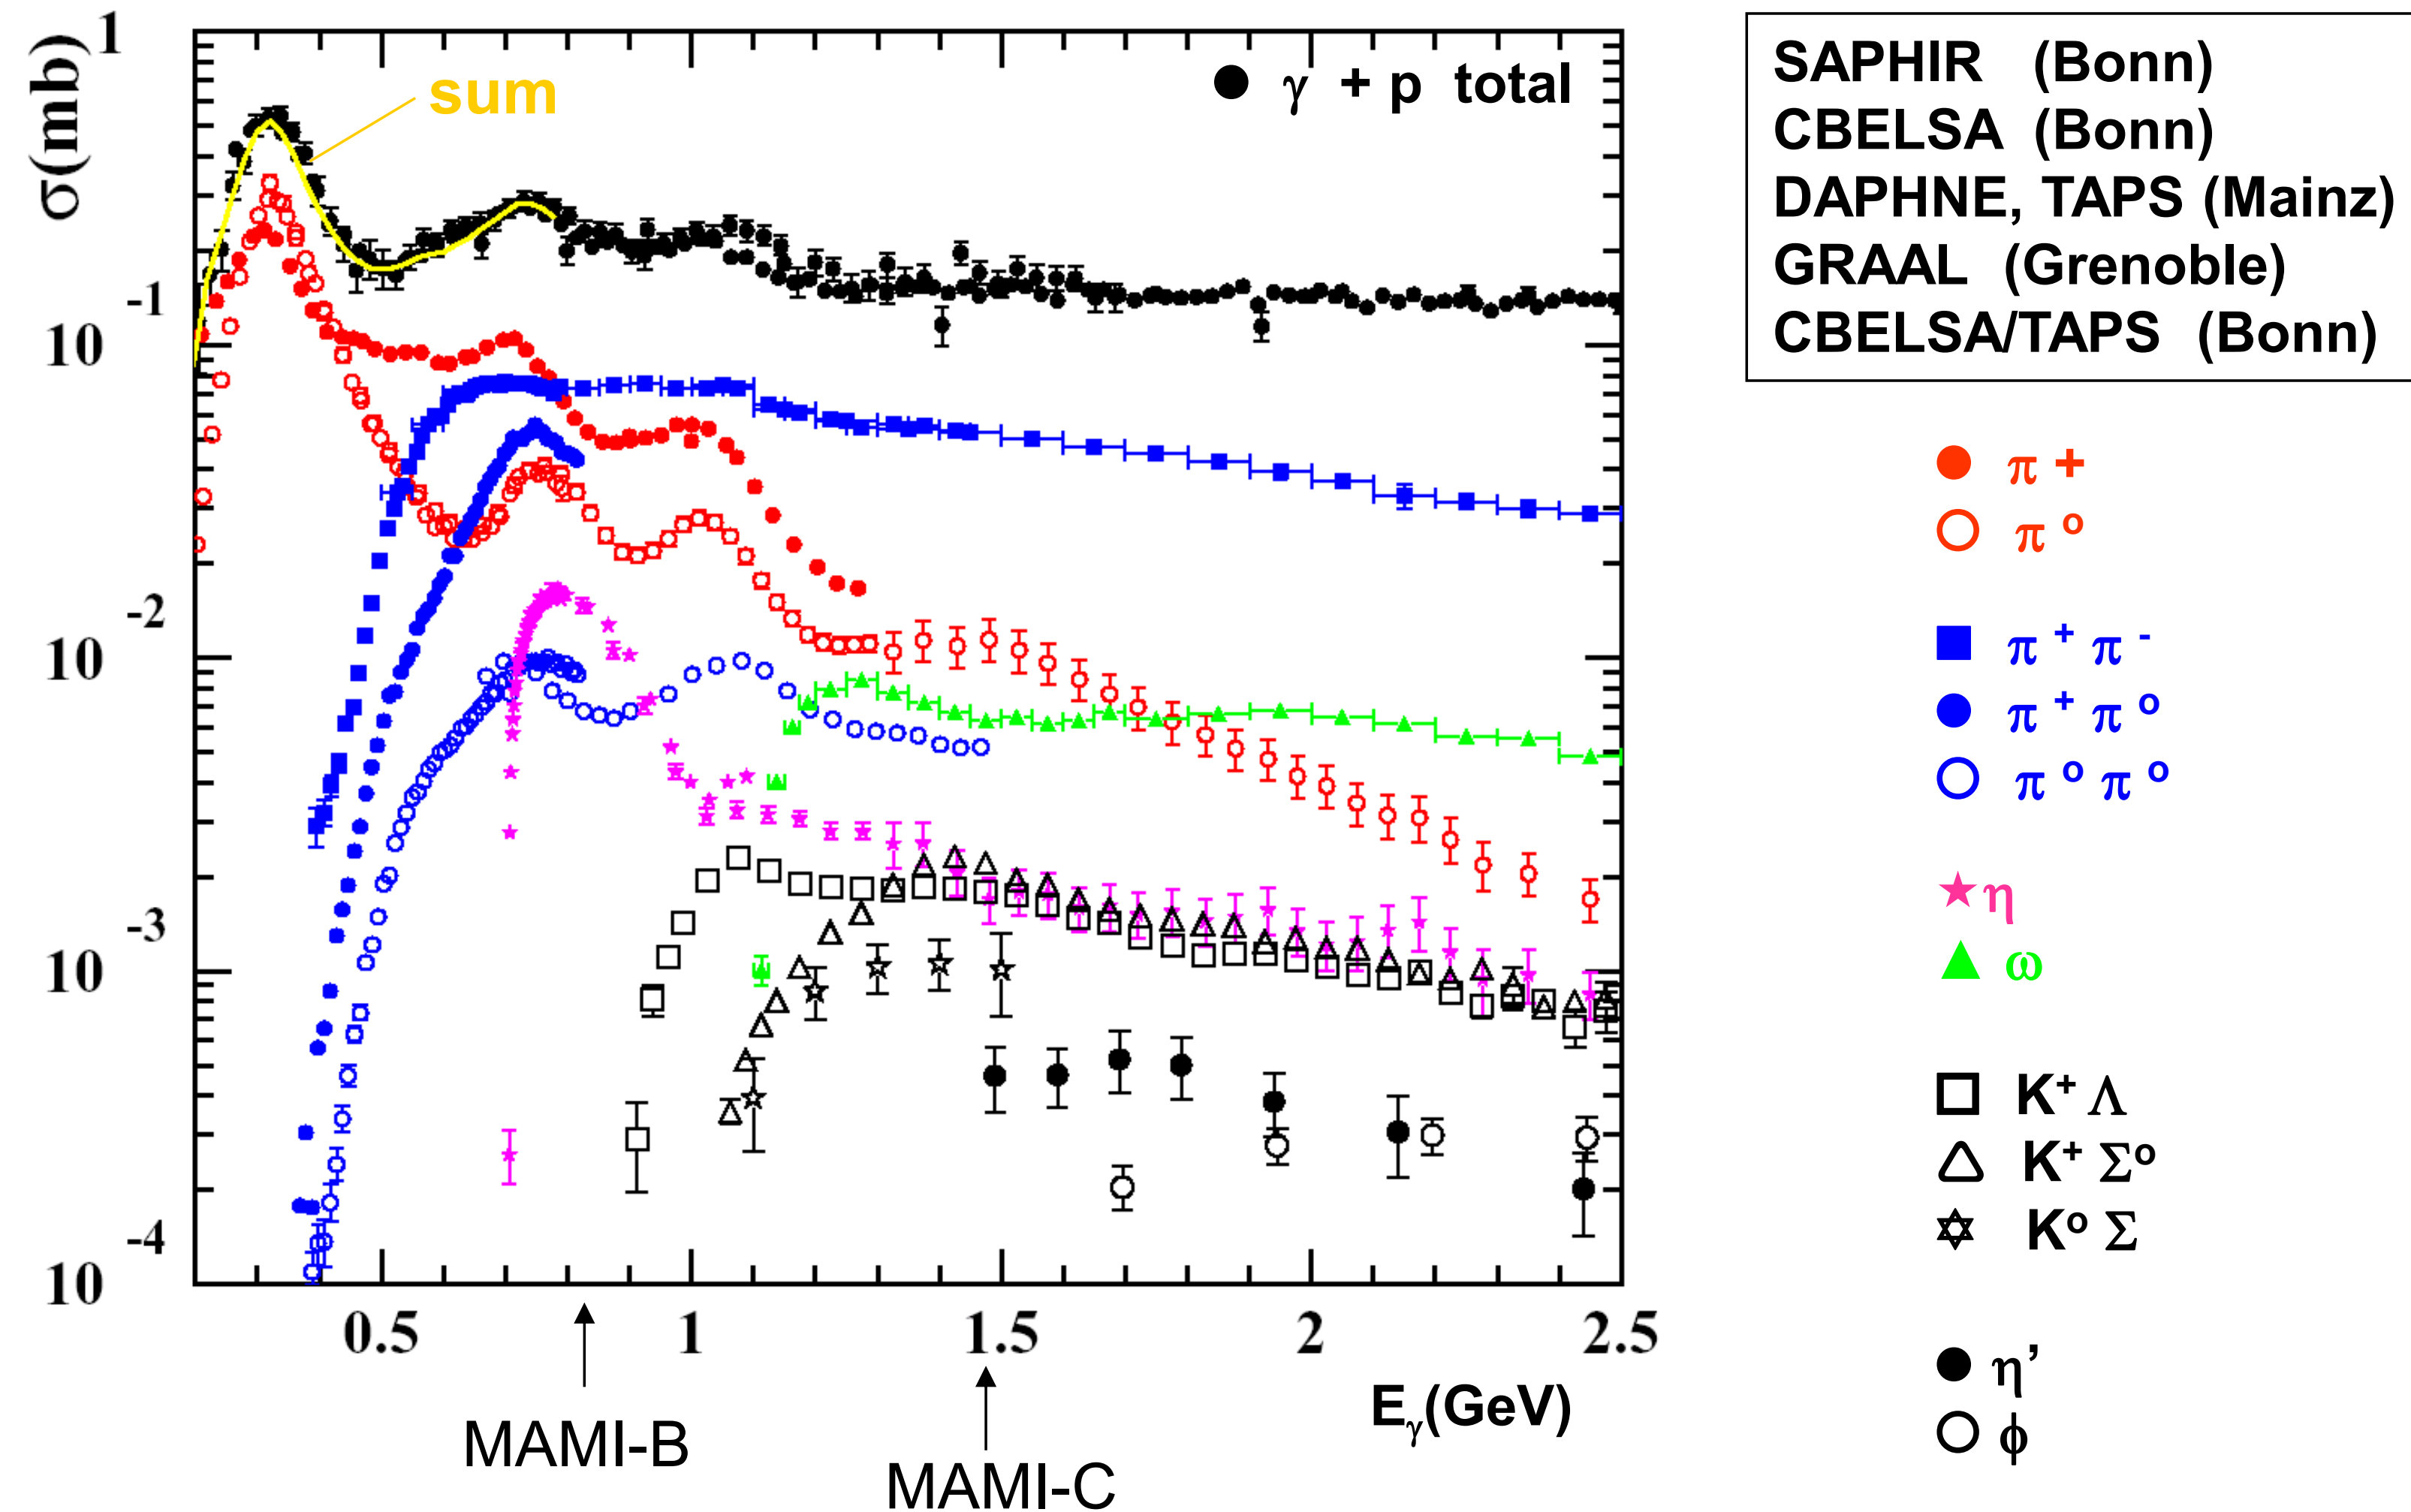 1
σ(mb)
sum
γ + p total
10 -1
10 -2
10 -3
10 -4
0.5 1 1.5 2 2.5
Eγ(GeV)
MAMI-B
MAMI-C
SAPHIR (Bonn)
CBELSA (Bonn)
DAPHNE, TAPS (Mainz)
GRAAL (Grenoble)
CBELSA/TAPS (Bonn)
π +
π o
π + π -
π + π o
π o π o
η
ω
K+ Λ
K+ Σo
Ko Σ
η’
ϕ